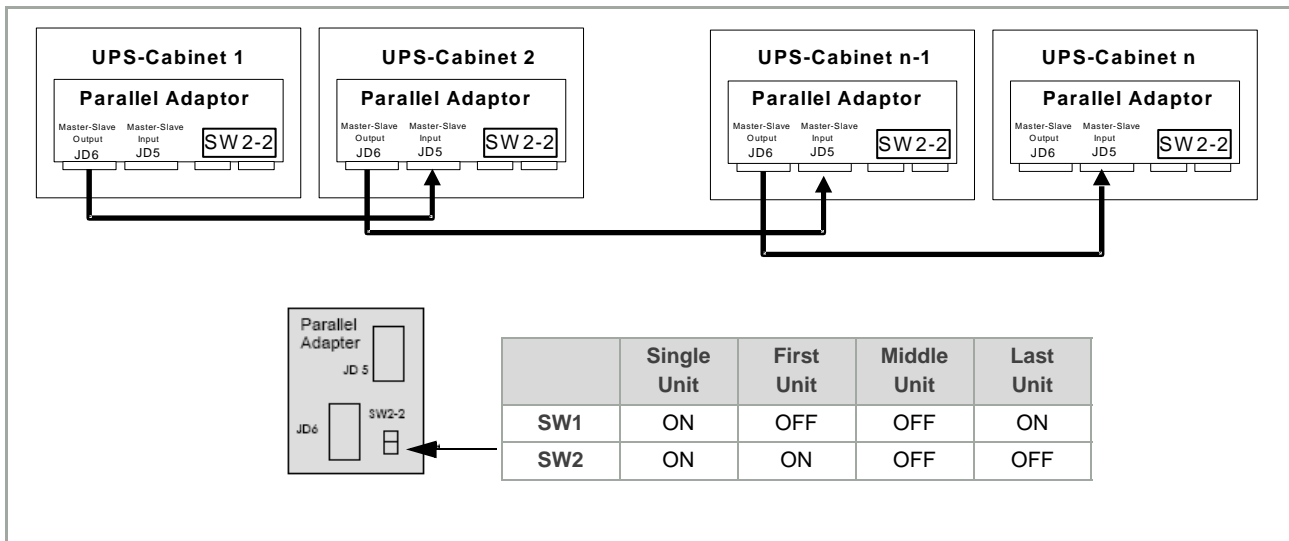 UPS-Cabinet 1
Parallel Adaptor
Master-Slave
Output
JD6
Master-Slave
Input
JD5
SW2-2
UPS-Cabinet 2
Parallel Adaptor
Master-Slave
Output
JD6
Master-Slave
Input
JD5
SW2-2
UPS-Cabinet n-1
Parallel Adaptor
Master-Slave
Output
JD6
Master-Slave
Input
JD5
SW2-2
UPS-Cabinet n
Parallel Adaptor
Master-Slave
Output
JD6
Master-Slave
Input
JD5
SW2-2
Parallel
Adapter
JD 5
JD6
SW2-2
Single Unit First Unit Middle Unit Last Unit
SW1 ON OFF OFF ON
SW2 ON ON OFF OFF